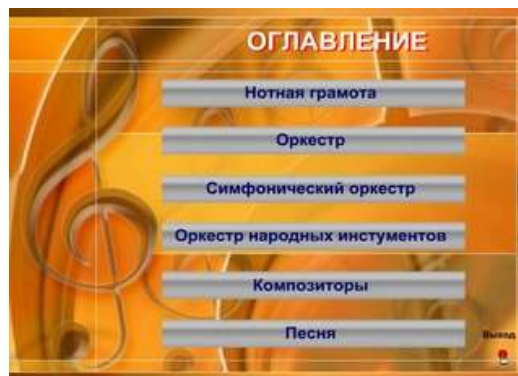 ОГЛАВЛЕНИЕ
Нотная грамота
Оркестр
Симфонический оркестр
Оркестр народных инстументов
Композиторы
Песня
Выход